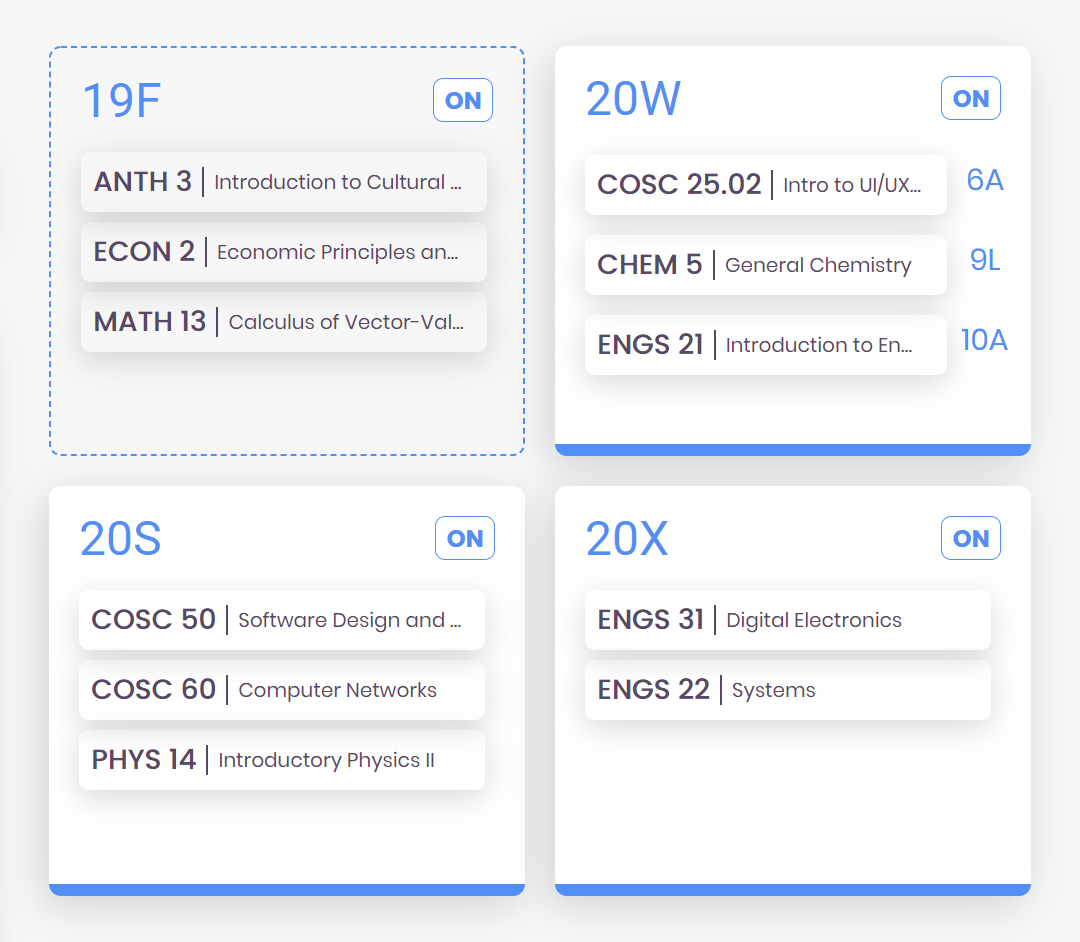 19F ON
ANTH 3 | Introduction to Cultural ...
ECON 2 | Economic Principles an...
MATH 13 | Calculus of Vector-Val...
20W ON
COSC 25.02 | Intro to UI/UX... 6A
CHEM 5 | General Chemistry 9L
ENGS 21 | Introduction to En... 10A
20S ON
COSC 50 | Software Design and ...
COSC 60 | Computer Networks
PHYS 14 | Introductory Physics II
20X ON
ENGS 31 | Digital Electronics
ENGS 22 | Systems